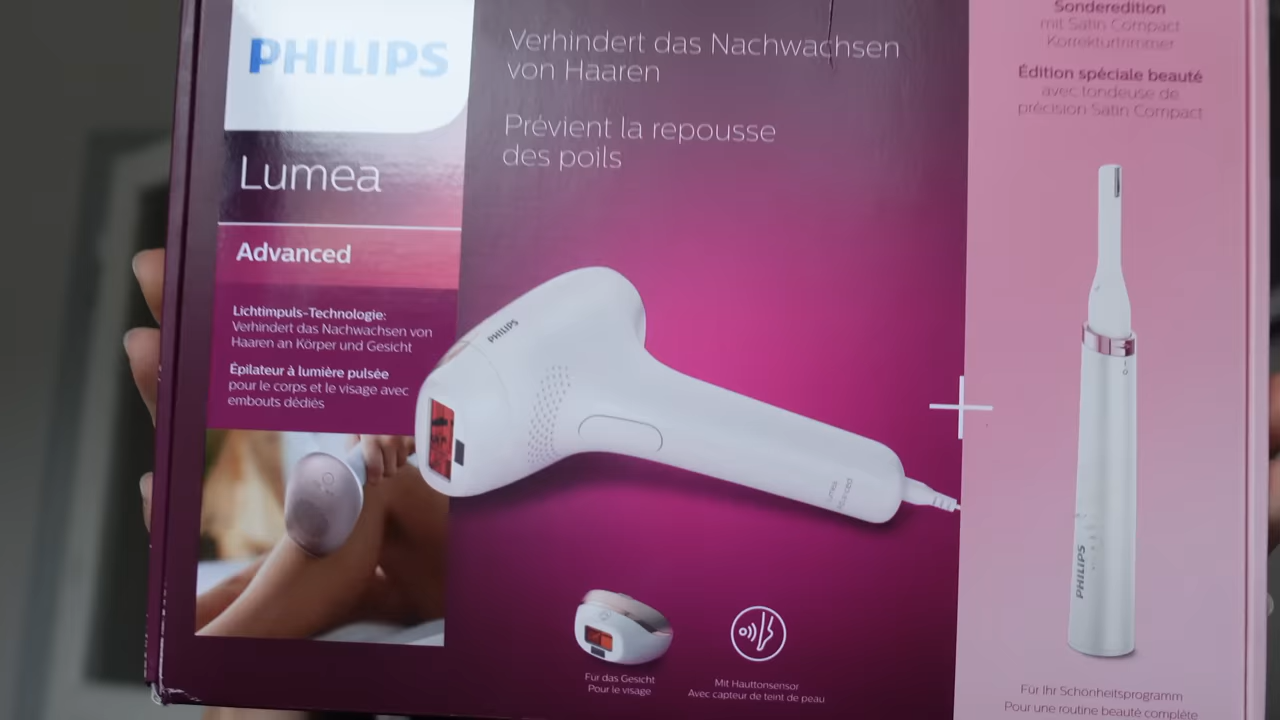 PHILIPS
Lumea
Advanced
Lichtimpuls-Technologie:
Verhindert das Nachwachsen von
Haaren an Körper und Gesicht
Épilateur à lumière pulsée
pour le corps et le visage avec
embouts dédiés
Verhindert das Nachwachsen
von Haaren
Prévient la repousse
des poils
PHILIPS
Lumea
Advanced
Für das Gesicht
Pour le visage
Mit Hauttonsensor
Avec capteur de teint de peau
Sonderedition
mit Satin Compact
Korrekturtrimmer
Édition spéciale beauté
avec tondeuse de
précision Satin Compact
PHILIPS
Für Ihr Schönheitsprogramm
Pour une routine beauté complète